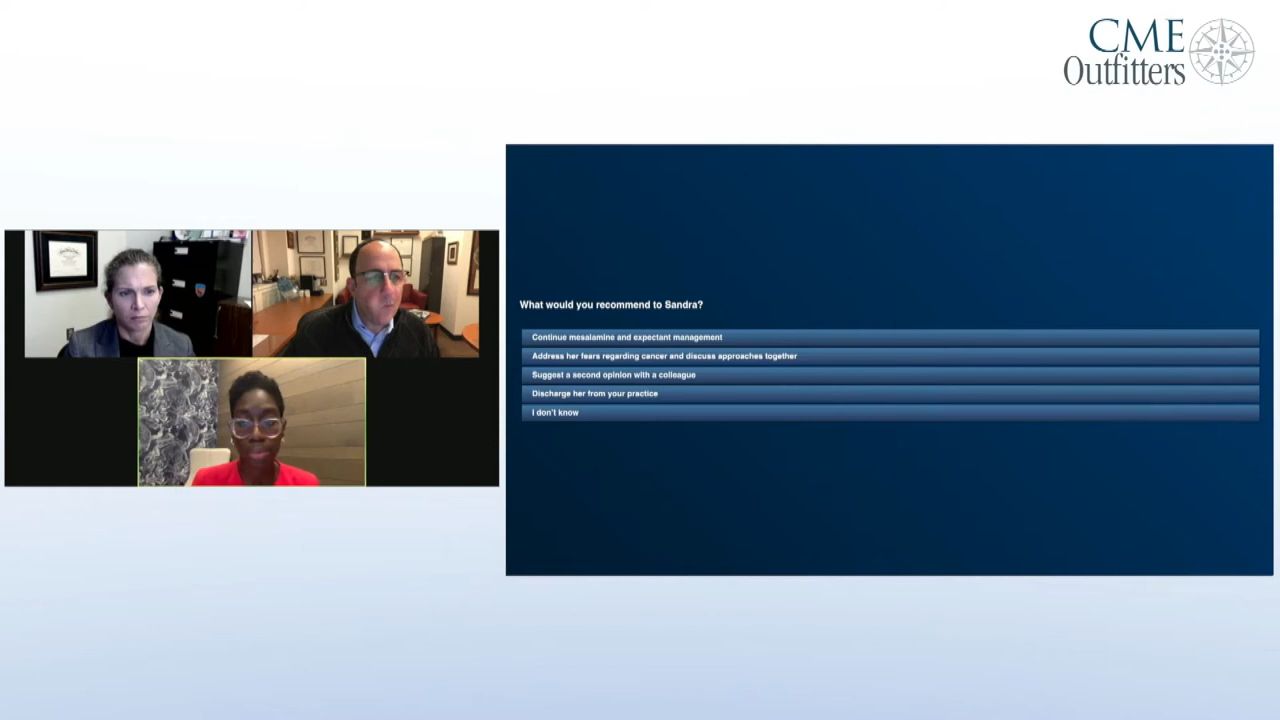 CME
Outfitters
What would you recommend to Sandra?
Continue mesalamine and expectant management
Address her fears regarding cancer and discuss approaches together
Suggest a second opinion with a colleague
Discharge her from your practice
I don't know